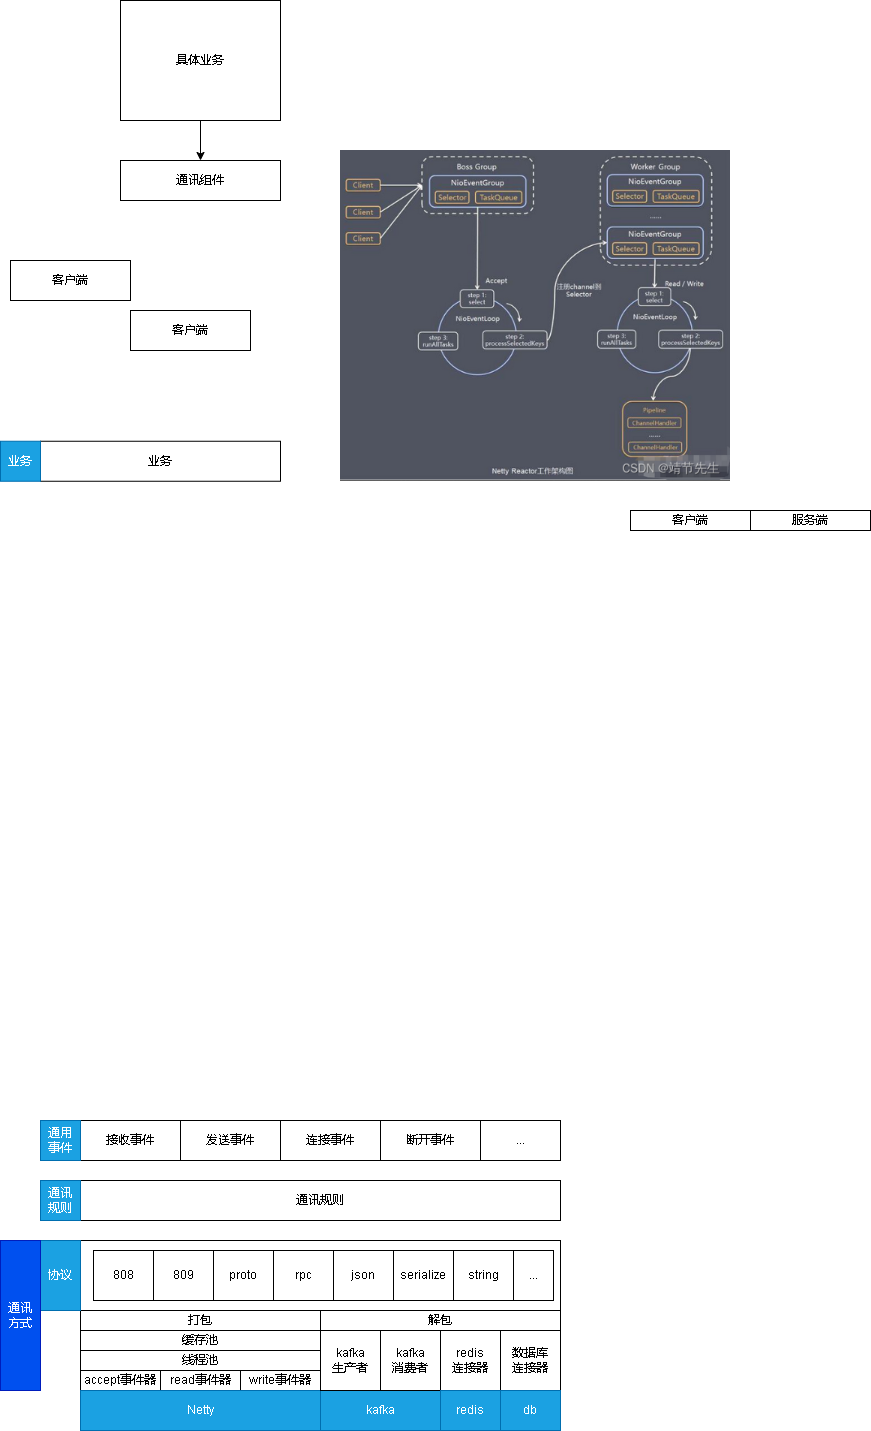 具体业务
通讯组件
客户端
客户端
业务
业务
Boss Group
NioEventGroup
Selector
TaskQueue
Client
Client
Client
Worker Group
NioEventGroup
Selector
TaskQueue
......
NioEventGroup
Selector
TaskQueue
Accept
step 1:
select
NioEventLoop
step 3:
runAllTasks
step 2:
processSelectedKeys
注册channel到
Selector
Read / Write
step 1:
select
NioEventLoop
step 3:
runAllTasks
step 2:
processSelectedKeys
Pipeline
ChannelHandler
......
ChannelHandler
Netty Reactor工作架构图
CSDN @靖节先生
客户端
服务端
通用
事件
接收事件
发送事件
连接事件
断开事件
...
通讯
规则
通讯规则
通讯
方式
协议
808
809
proto
rpc
json
serialize
string
...
打包
解包
缓存池
线程池
accept事件器
read事件器
write事件器
kafka
生产者
kafka
消费者
redis
连接器
数据库
连接器
Netty
kafka
redis
db